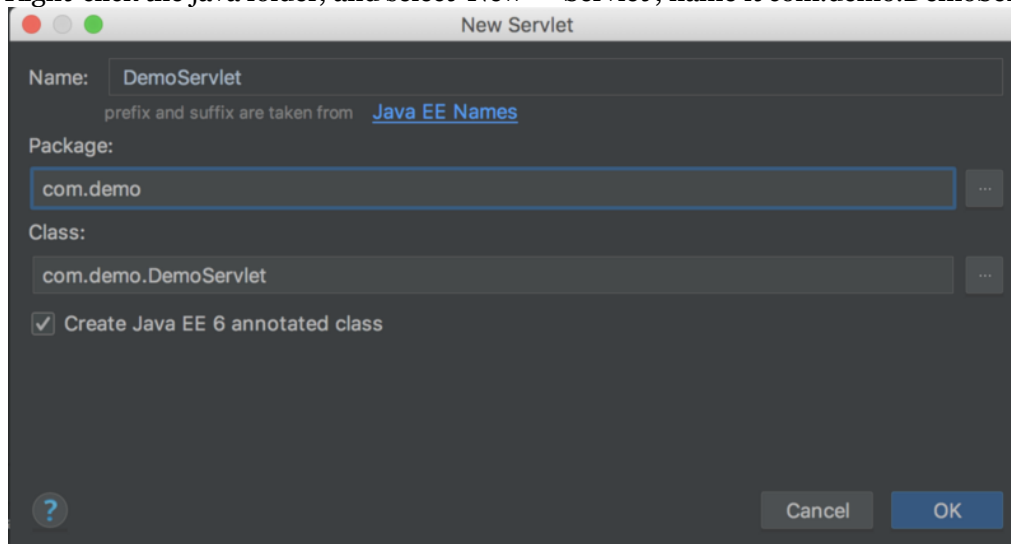 New Servlet
Name: DemoServlet
prefix and suffix are taken from Java EE Names
Package:
com.demo ...
Class:
com.demo.DemoServlet ...
Create Java EE 6 annotated class
? Cancel OK